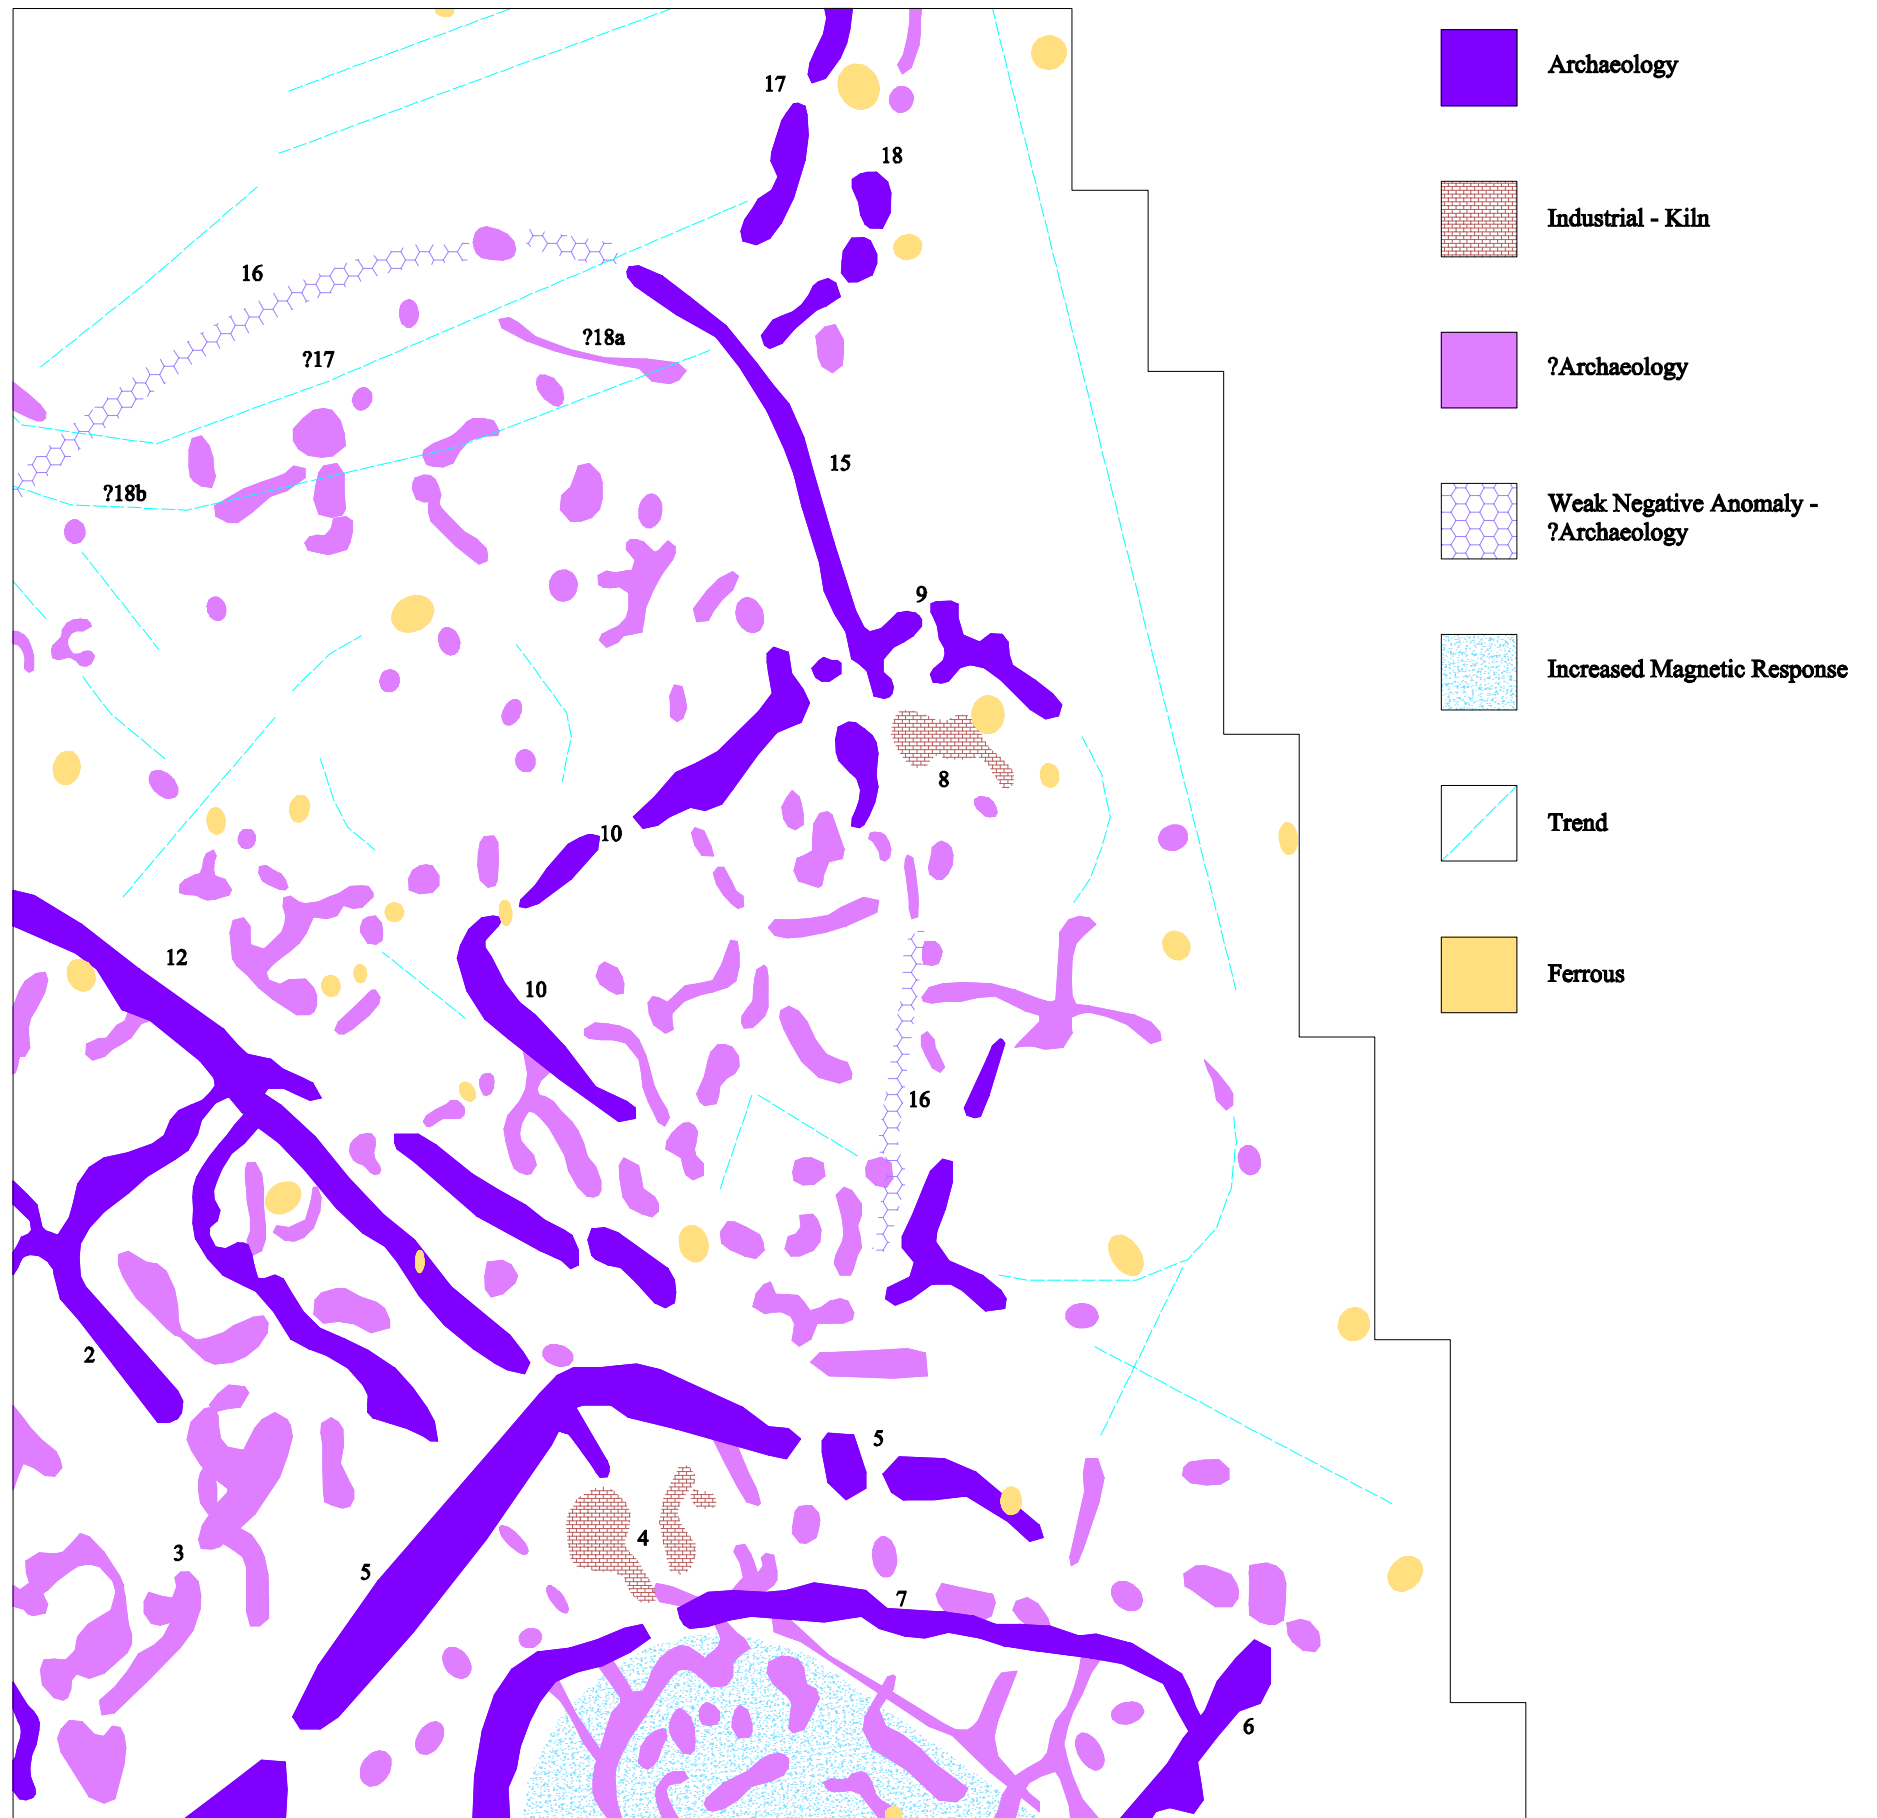 17
Archaeology
18
16
Industrial - Kiln
?18a
?17
?Archaeology
15
?18b
Weak Negative Anomaly -
?Archaeology
9
Increased Magnetic Response
8
10
Trend
12
10
Ferrous
16
2
5
3
4
5
7
6